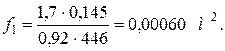 f₁ = (1,7 · 0,145) / (0,92 · 446) = 0,00060 ì ².